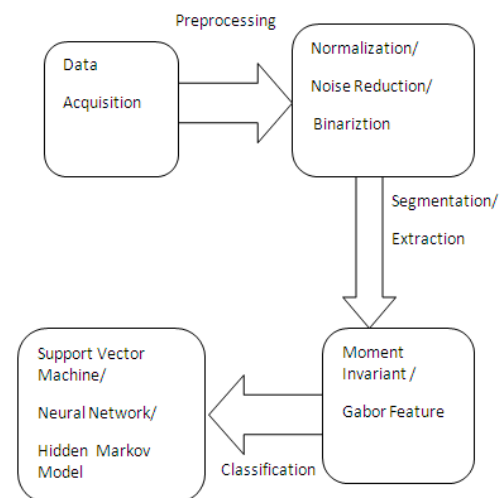 Preprocessing
Data
Acquisition
Normalization/
Noise Reduction/
Binariztion
Segmentation/
Extraction
Moment
Invariant /
Gabor Feature
Classification
Support Vector
Machine/
Neural Network/
Hidden Markov
Model